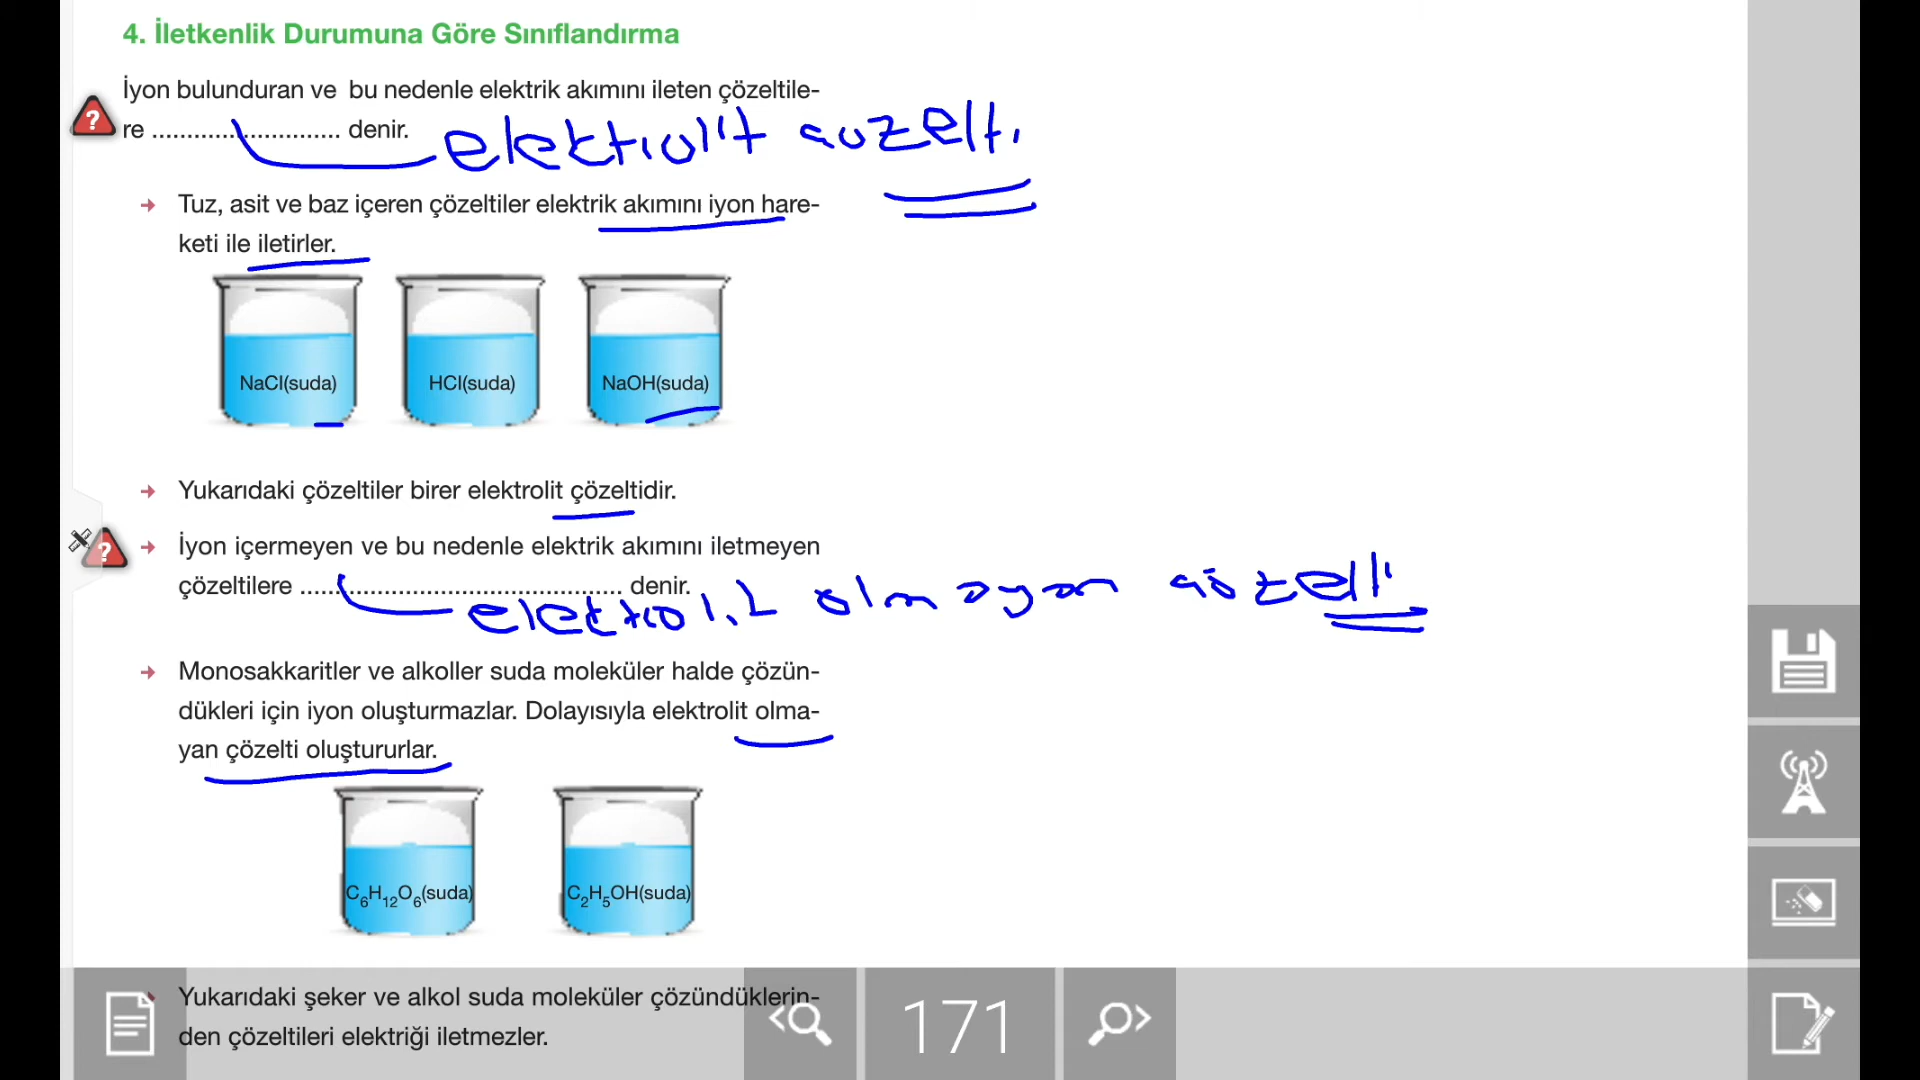 4. İletkenlik Durumuna Göre Sınıflandırma
İyon bulunduran ve bu nedenle elektrik akımını ileten çözeltile-
re ........................... denir. elektrolit çözelti
Tuz, asit ve baz içeren çözeltiler elektrik akımını iyon hare-
keti ile iletirler.
NaCl(suda) HCl(suda) NaOH(suda)
Yukarıdaki çözeltiler birer elektrolit çözeltidir.
İyon içermeyen ve bu nedenle elektrik akımını iletmeyen
çözeltilere .............................................. denir.
elektrolit olmayan çözelti
Monosakkaritler ve alkoller suda moleküler halde çözün-
dükleri için iyon oluşturmazlar. Dolayısıyla elektrolit olma-
yan çözelti oluştururlar.
C₆H₁₂O₆(suda) C₂H₅OH(suda)
Yukarıdaki şeker ve alkol suda moleküler çözündüklerin-
den çözeltileri elektriği iletmezler.
171